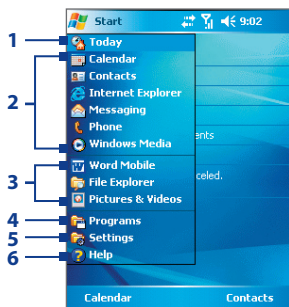 Start 9:02
1 Today
Calendar
Contacts
Internet Explorer
2 Messaging
Phone
ents
Windows Media
Word Mobile
3 File Explorer
celed.
Pictures & Videos
4 Programs
5 Settings
6 Help
Calendar Contacts